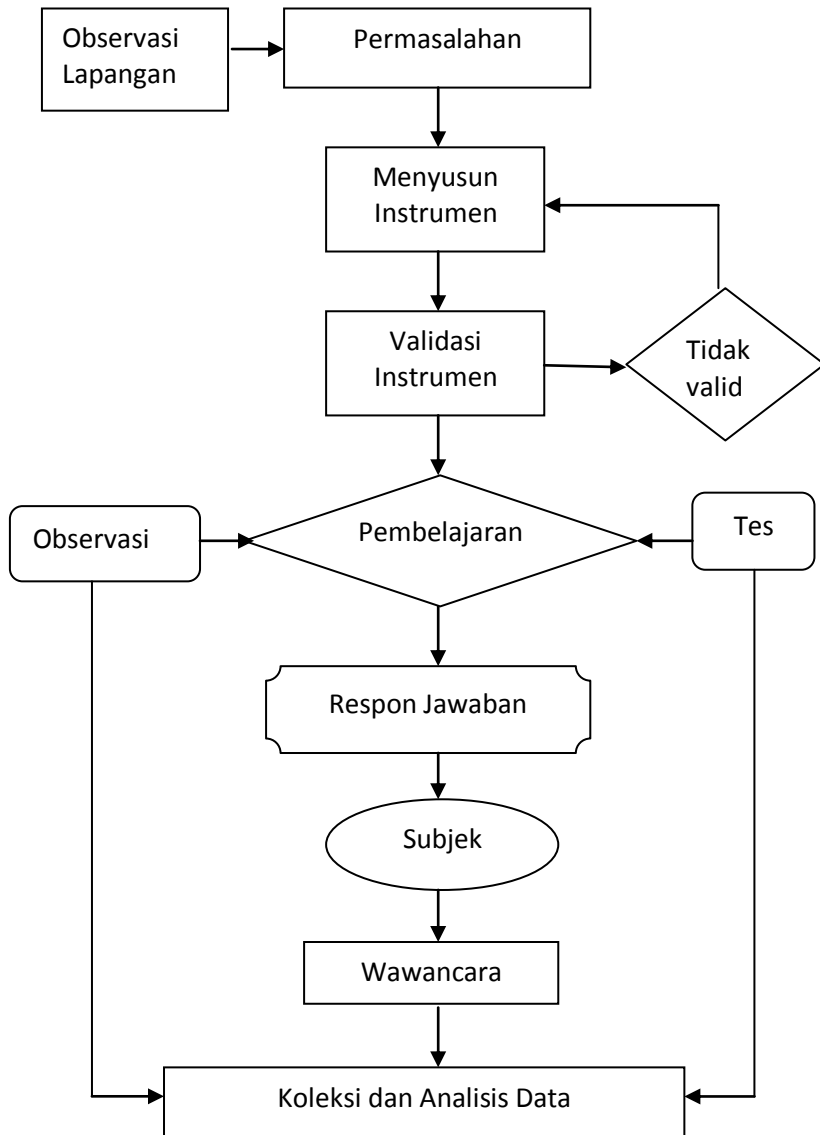 Observasi
Lapangan
Permasalahan
Menyusun
Instrumen
Validasi
Instrumen
Tidak
valid
Observasi
Pembelajaran
Tes
Respon Jawaban
Subjek
Wawancara
Koleksi dan Analisis Data